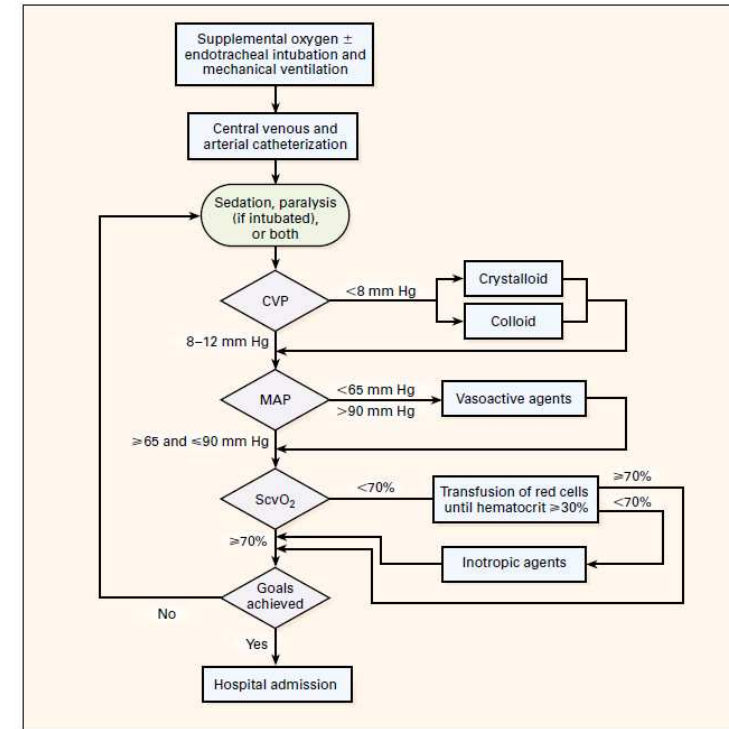 Supplemental oxygen ±
endotracheal intubation and
mechanical ventilation
Central venous and
arterial catheterization
Sedation, paralysis
(if intubated),
or both
CVP
<8 mm Hg
Crystalloid
Colloid
8–12 mm Hg
MAP
<65 mm Hg
>90 mm Hg
Vasoactive agents
≥65 and ≤90 mm Hg
ScvO₂
<70%
Transfusion of red cells
until hematocrit ≥30%
≥70%
<70%
≥70%
Inotropic agents
Goals
achieved
No
Yes
Hospital admission